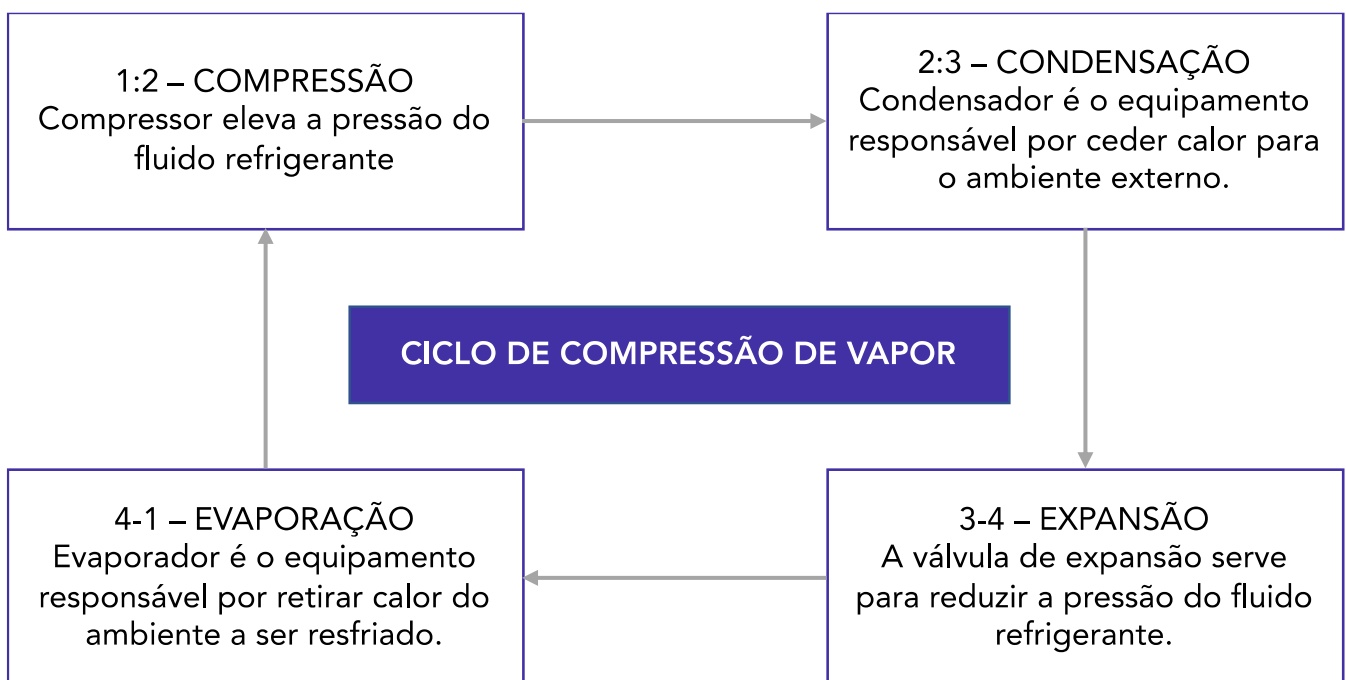 1:2 – COMPRESSÃO
Compressor eleva a pressão do
fluido refrigerante
2:3 – CONDENSAÇÃO
Condensador é o equipamento
responsável por ceder calor para
o ambiente externo.
CICLO DE COMPRESSÃO DE VAPOR
4-1 – EVAPORAÇÃO
Evaporador é o equipamento
responsável por retirar calor do
ambiente a ser resfriado.
3-4 – EXPANSÃO
A válvula de expansão serve
para reduzir a pressão do fluido
refrigerante.